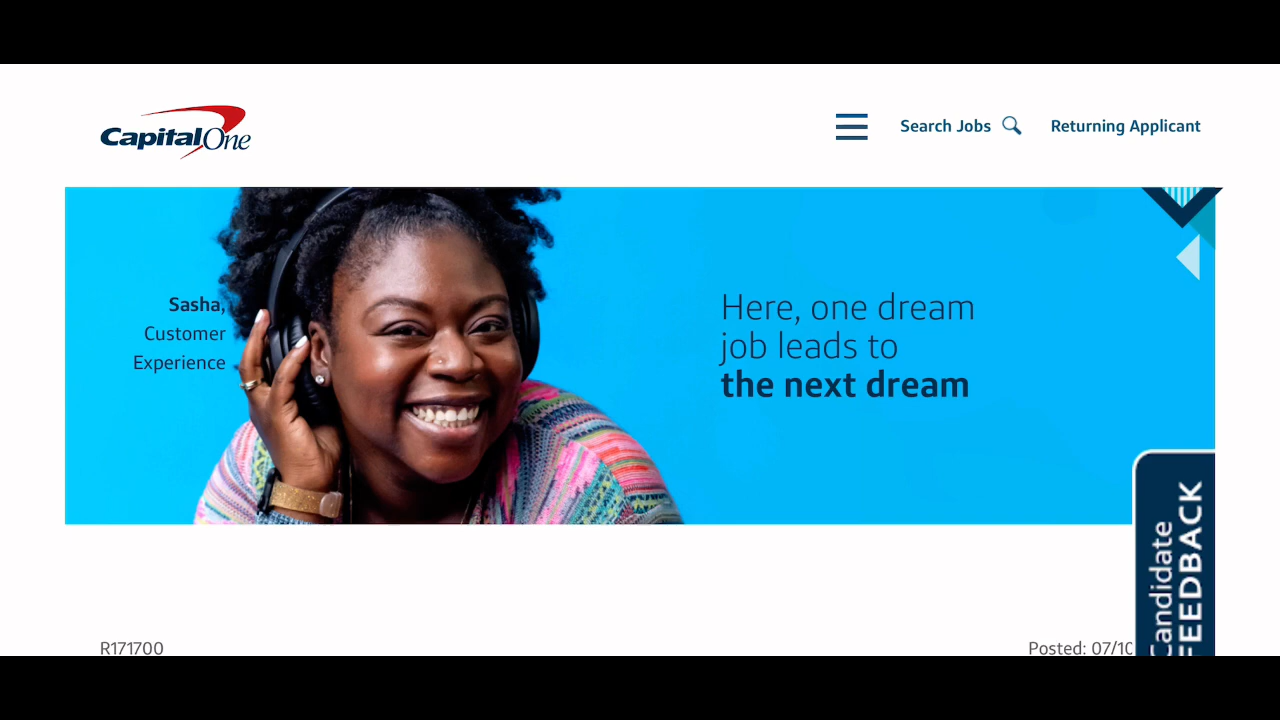 CapitalOne
Search Jobs
Returning Applicant
Sasha,
Customer
Experience
Here, one dream
job leads to
the next dream
Candidate
FEEDBACK
R171700
Posted: 07/10